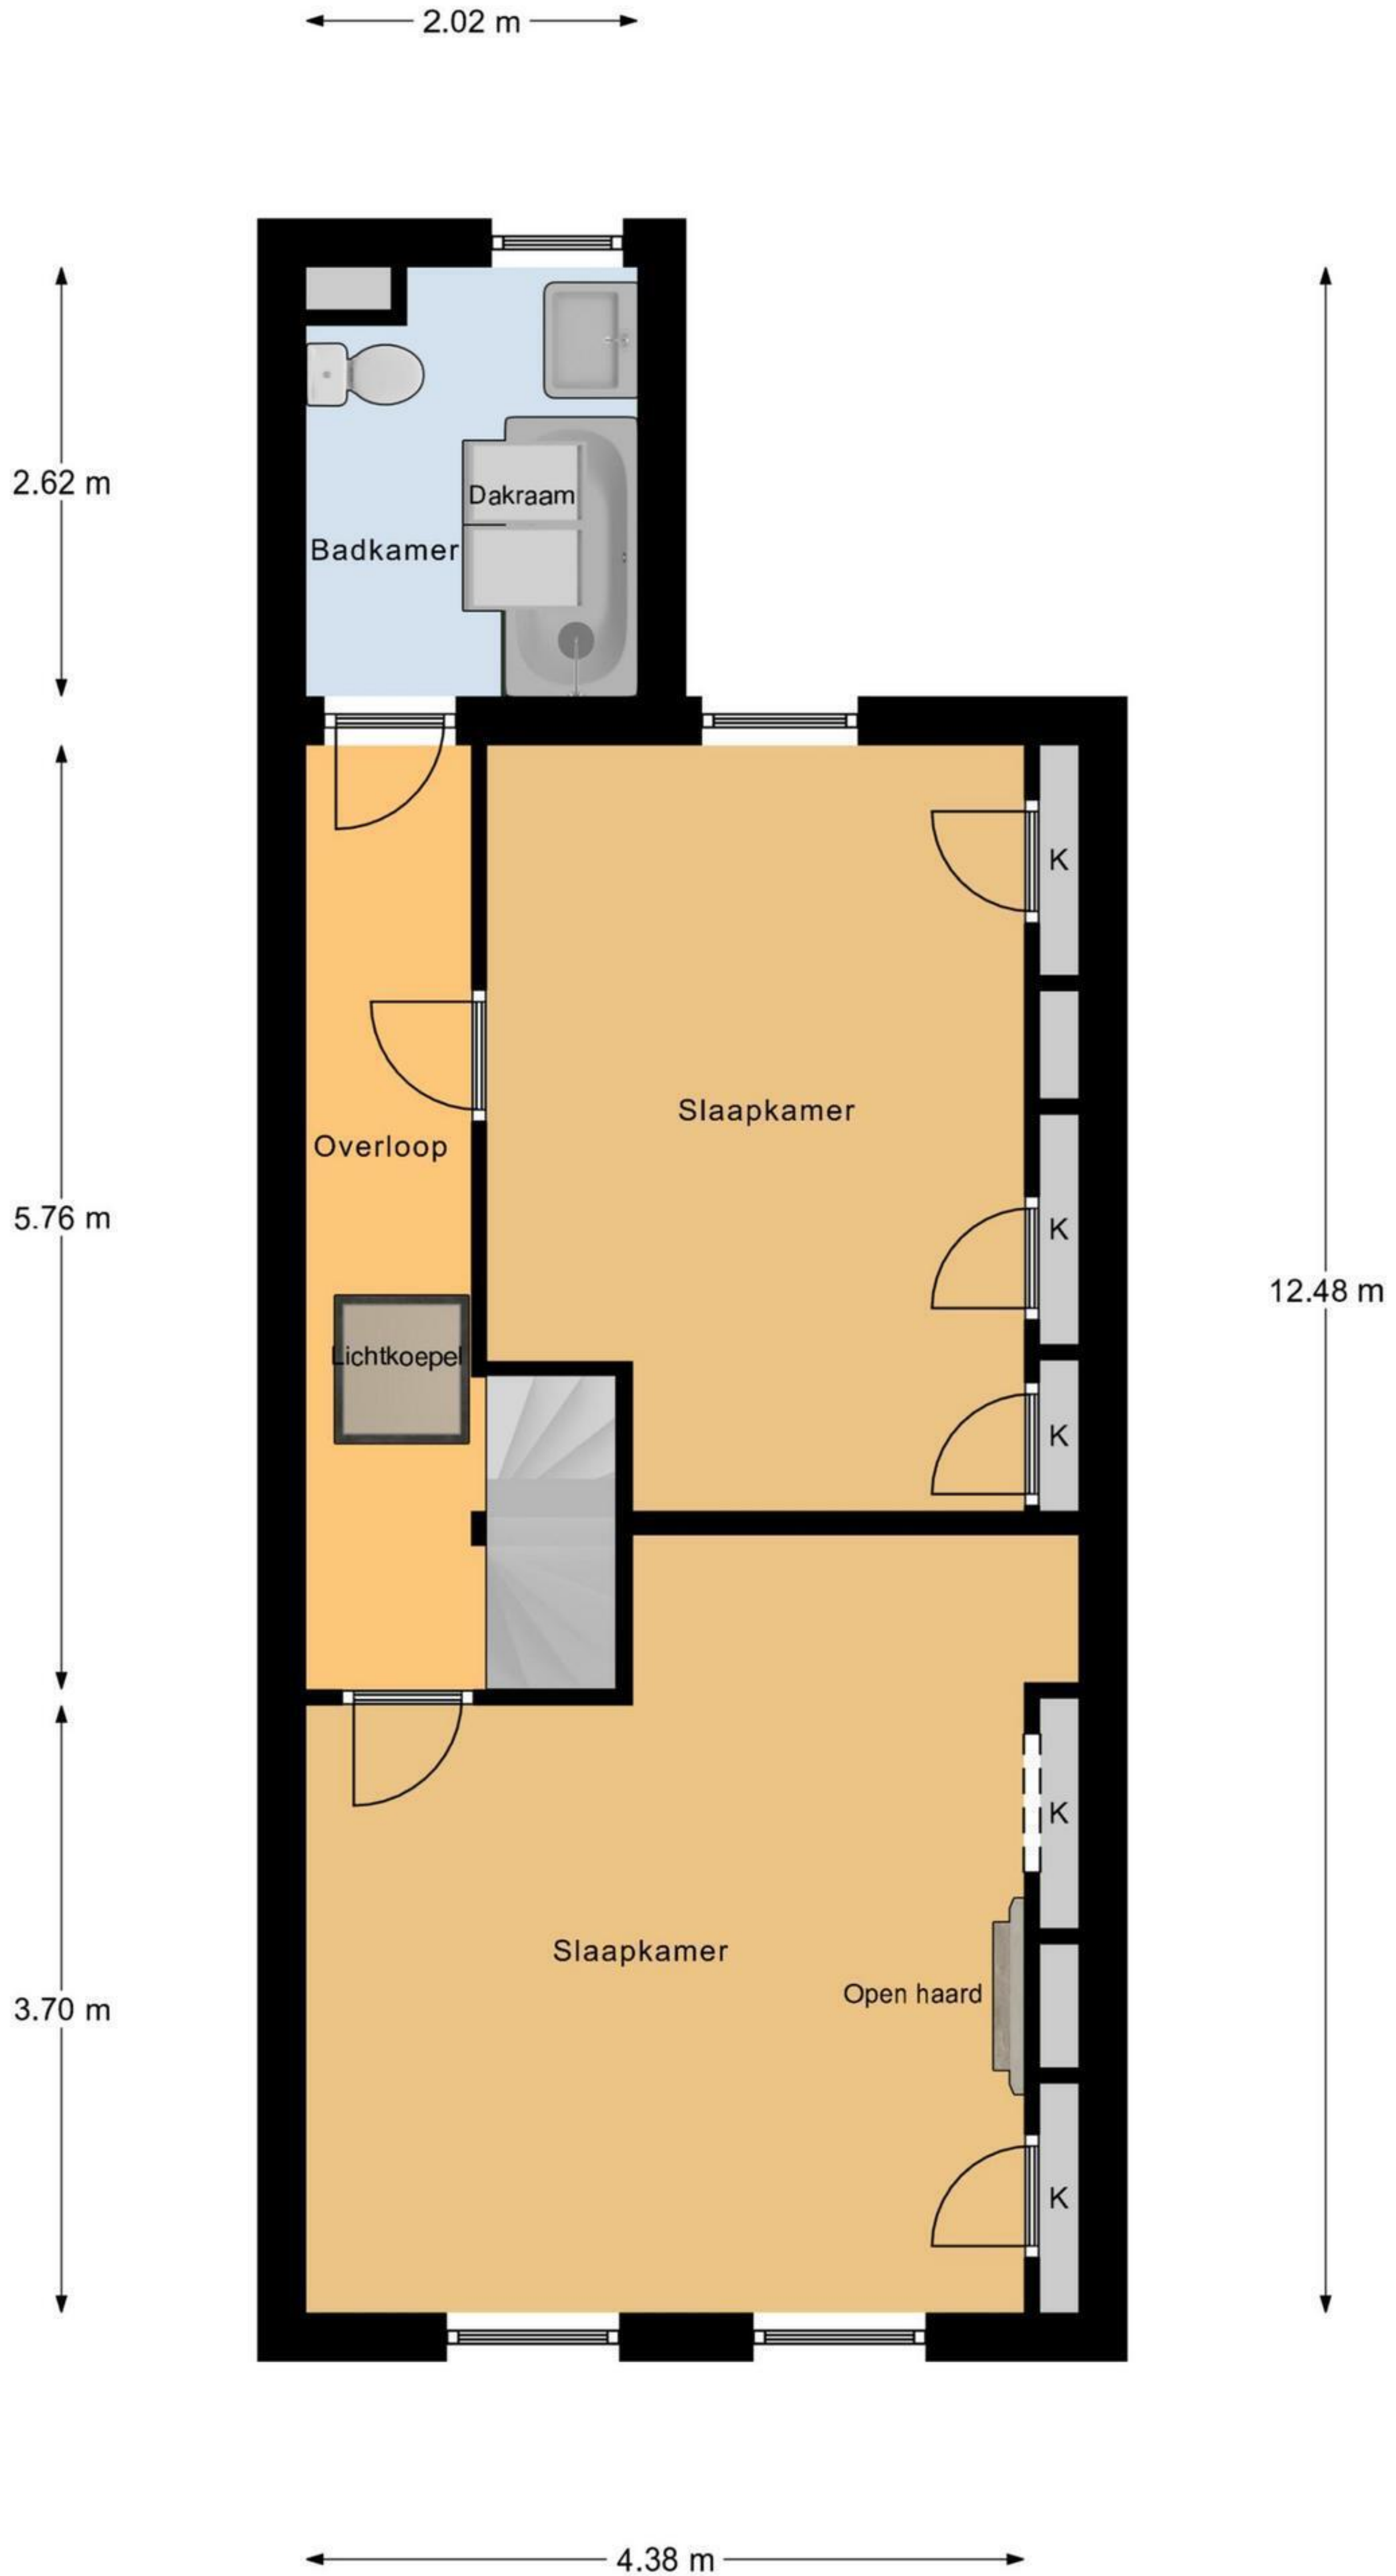 2.02 m
2.62 m
Dakraam
Badkamer
K
Slaapkamer
Overloop
5.76 m
K
12.48 m
Lichtkoepel
K
K
Slaapkamer
Open haard
3.70 m
K
4.38 m